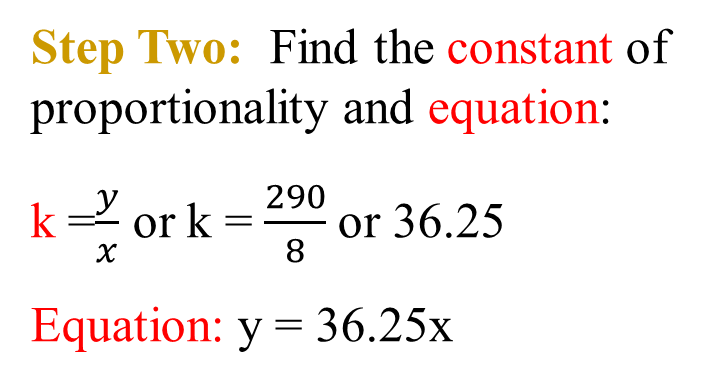 Step Two: Find the constant of
proportionality and equation:
k = y/x or k = 290/8 or 36.25
Equation: y = 36.25x